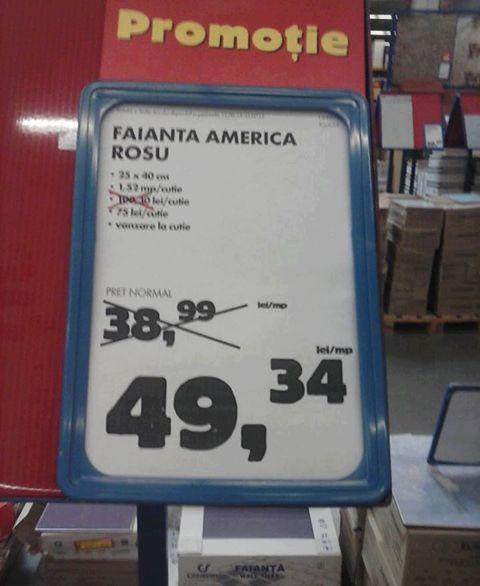 Promoție
FAIANTA AMERICA
ROSU
• 25 x 40 cm
• 1,52 mp/cutie
• 100,30 lei/cutie
• 75 lei/cutie
• vanzare la cutie
PRET NORMAL
38,99 lei/mp
lei/mp
49,34
FAIANȚĂ